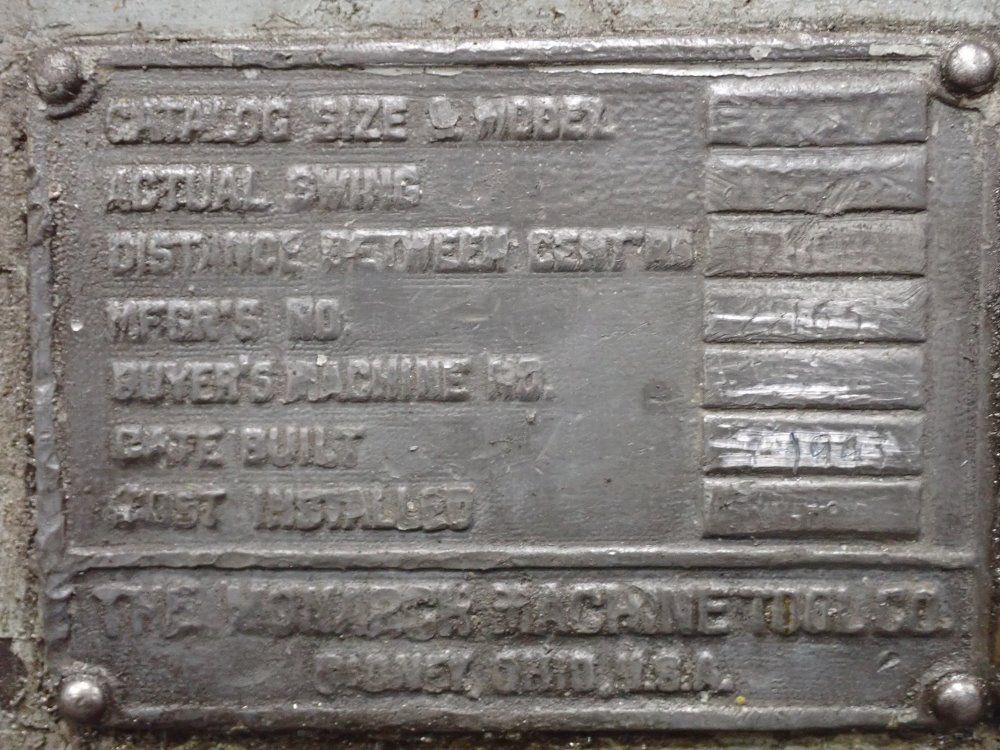 CATALOG SIZE & MODEL
ACTUAL SWING
DISTANCE BETWEEN CENTERS
MFGR'S NO.
BUYER'S MACHINE NO.
DATE BUILT
COST INSTALLED
THE MONARCH MACHINE TOOL CO.
SIDNEY, OHIO, U.S.A.